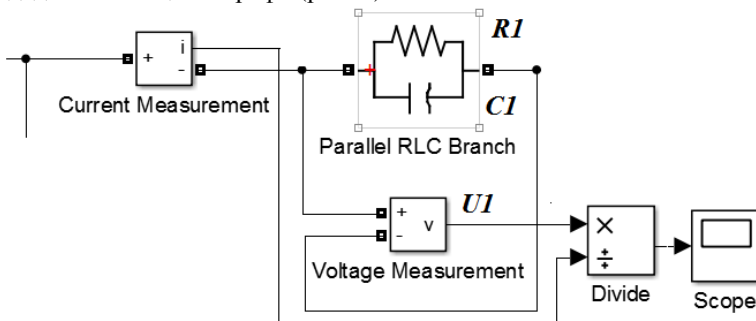 R1
+ i -
Current Measurement
C1
Parallel RLC Branch
U1
+ - v
Voltage Measurement
× ÷
Divide
Scope